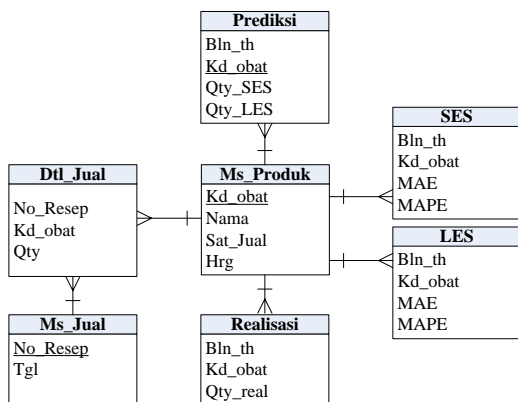 Prediksi
Bln_th
Kd_obat
Qty_SES
Qty_LES
SES
Bln_th
Kd_obat
MAE
MAPE
Dtl_Jual
No_Resep
Kd_obat
Qty
Ms_Produk
Kd_obat
Nama
Sat_Jual
Hrg
LES
Bln_th
Kd_obat
MAE
MAPE
Ms_Jual
No_Resep
Tgl
Realisasi
Bln_th
Kd_obat
Qty_real